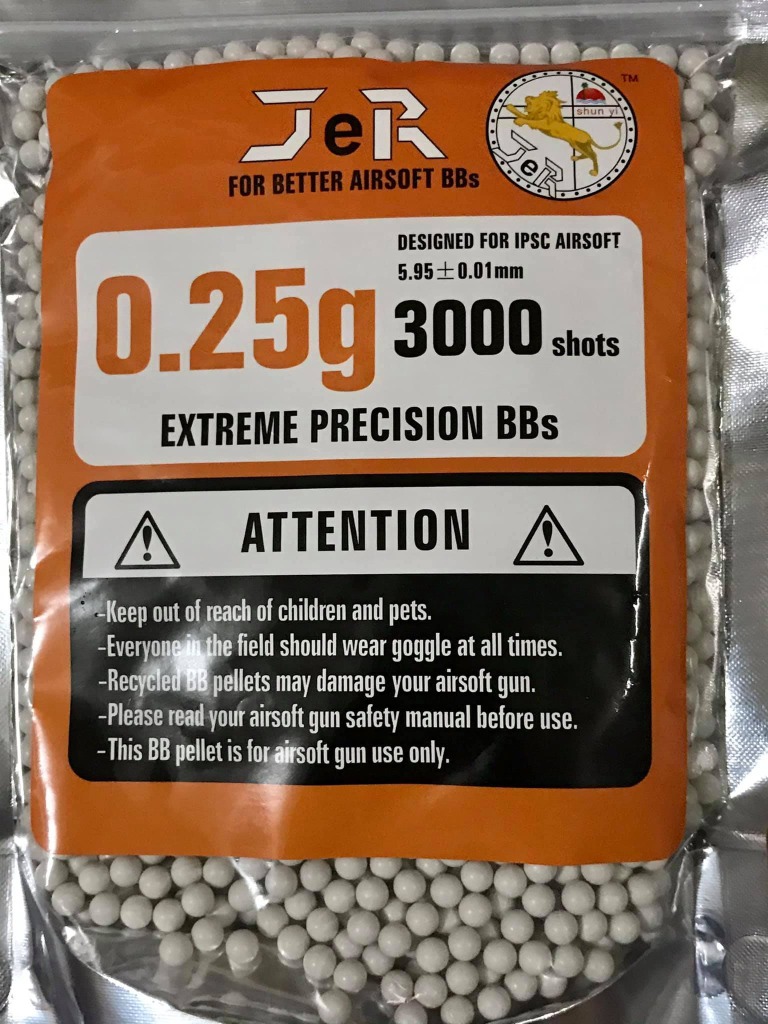 JeR
TM
shun yi
JeR
FOR BETTER AIRSOFT BBs
DESIGNED FOR IPSC AIRSOFT
5.95±0.01mm
0.25g 3000 shots
EXTREME PRECISION BBs
ATTENTION
-Keep out of reach of children and pets.
-Everyone in the field should wear goggle at all times.
-Recycled BB pellets may damage your airsoft gun.
-Please read your airsoft gun safety manual before use.
-This BB pellet is for airsoft gun use only.